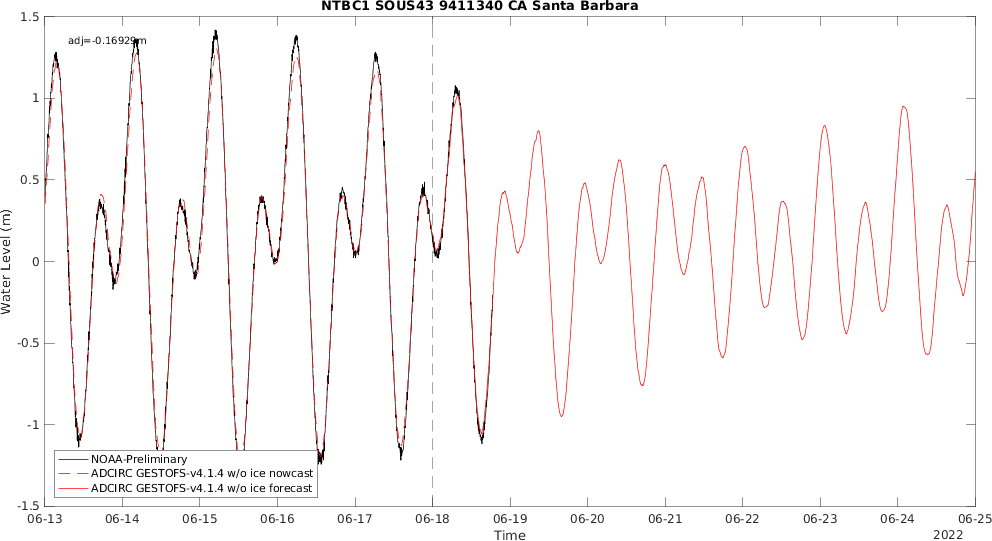 NTBC1 SOUS43 9411340 CA Santa Barbara
adj=-0.16929m
1.5
1
0.5
0
-0.5
-1
-1.5
Water Level (m)
NOAA-Preliminary
ADCIRC GESTOFS-v4.1.4 w/o ice nowcast
ADCIRC GESTOFS-v4.1.4 w/o ice forecast
06-13 06-14 06-15 06-16 06-17 06-18 06-19 06-20 06-21 06-22 06-23 06-24 06-25
Time
2022